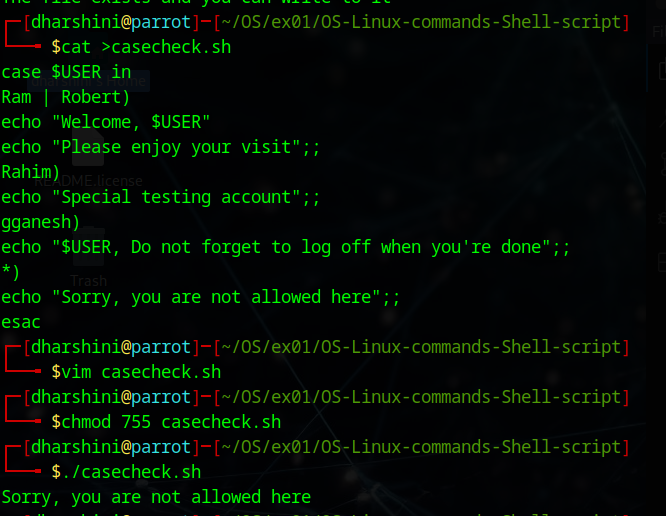 The file exists and you can write to it
┌─[dharshini@parrot]─[~/OS/ex01/OS-Linux-commands-Shell-script]
└──╼ $cat >casecheck.sh
case $USER in
Ram | Robert)
echo "Welcome, $USER"
echo "Please enjoy your visit";;
Rahim)
README.license
echo "Special testing account";;
gganesh)
echo "$USER, Do not forget to log off when you're done";;
*)
Trash
echo "Sorry, you are not allowed here";;
esac
┌─[dharshini@parrot]─[~/OS/ex01/OS-Linux-commands-Shell-script]
└──╼ $vim casecheck.sh
┌─[dharshini@parrot]─[~/OS/ex01/OS-Linux-commands-Shell-script]
└──╼ $chmod 755 casecheck.sh
┌─[dharshini@parrot]─[~/OS/ex01/OS-Linux-commands-Shell-script]
└──╼ $./casecheck.sh
Sorry, you are not allowed here